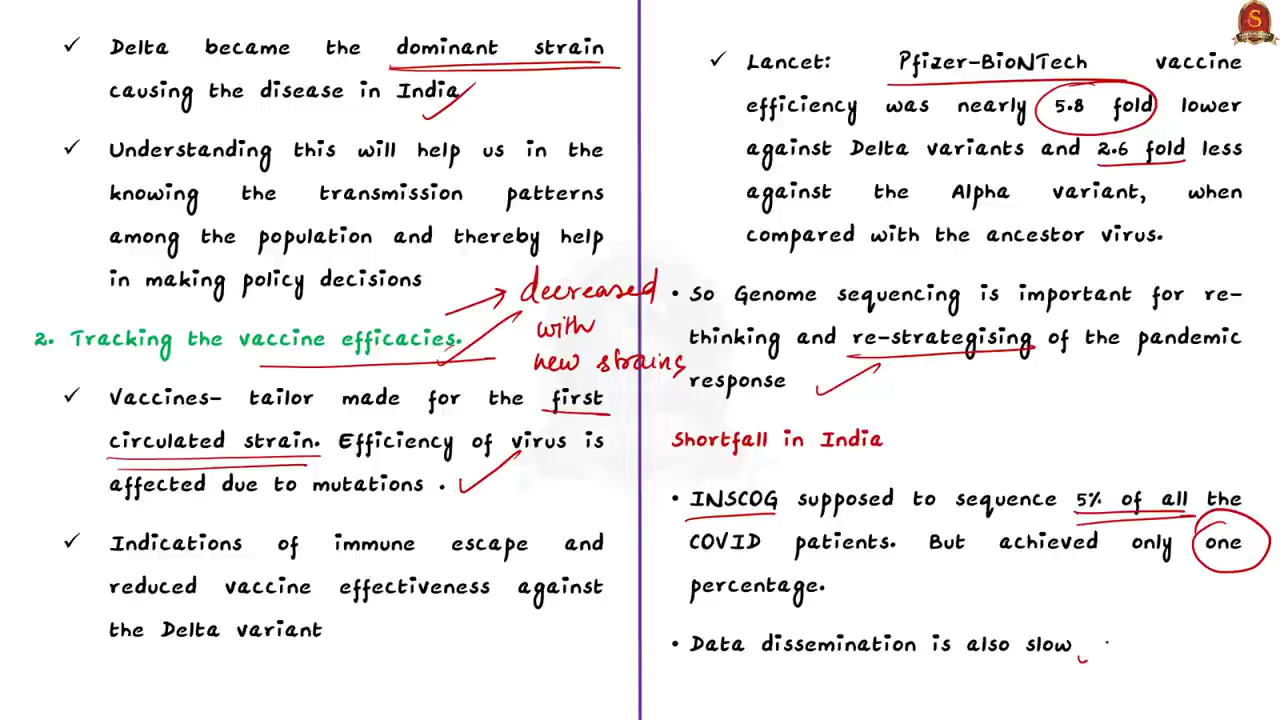 ✓ Delta became the dominant strain
causing the disease in India
✓ Understanding this will help us in the
knowing the transmission patterns
among the population and thereby help
in making policy decisions
2. Tracking the vaccine efficacies.
decreased
with
new strains
✓ Vaccines- tailor made for the first
circulated strain. Efficiency of virus is
affected due to mutations .
✓ Indications of immune escape and
reduced vaccine effectiveness against
the Delta variant
✓ Lancet: Pfizer-BioNTech vaccine
efficiency was nearly 5.8 fold lower
against Delta variants and 2.6 fold less
against the Alpha variant, when
compared with the ancestor virus.
• So Genome sequencing is important for re-
thinking and re-strategising of the pandemic
response
Shortfall in India
• INSCOG supposed to sequence 5% of all the
COVID patients. But achieved only one
percentage.
• Data dissemination is also slow
S